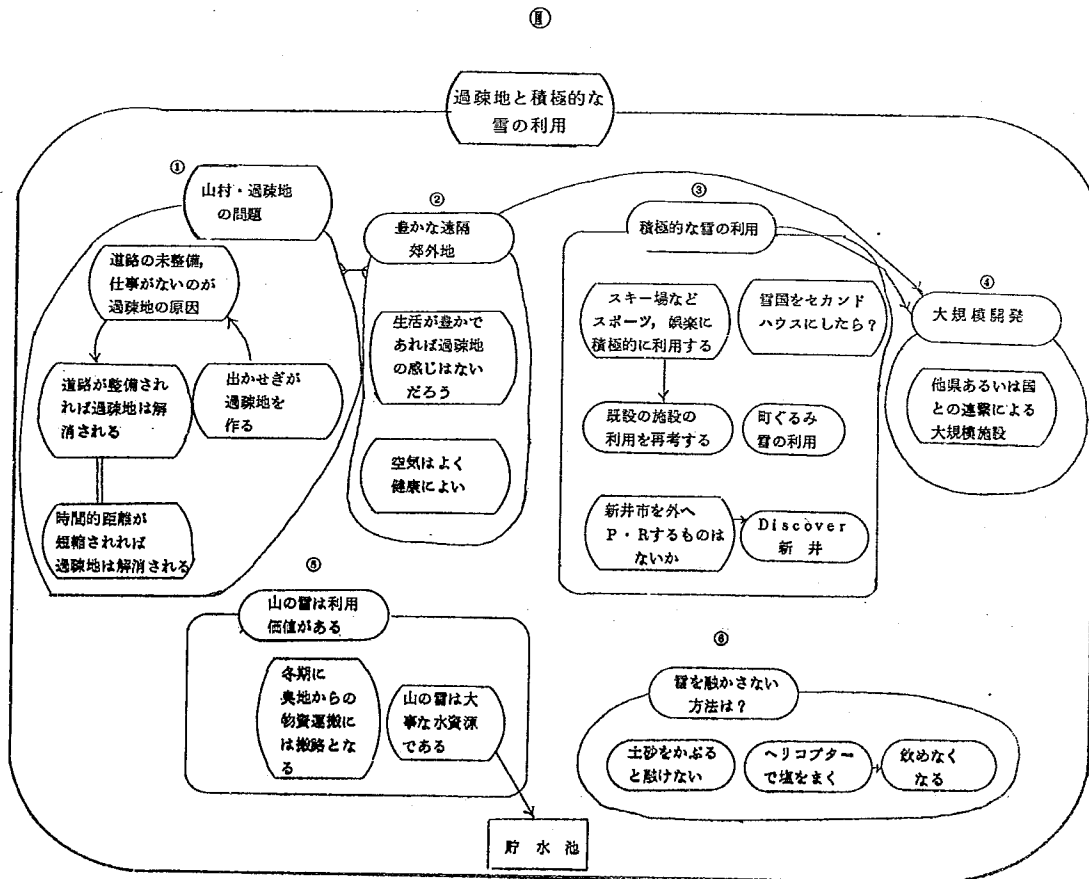 Ⅲ
過疎地と積極的な
雪の利用
①
山村・過疎地
の問題
道路の未整備,
仕事がないのが
過疎地の原因
道路が整備され
れば過疎地は解
消される
出かせぎが
過疎地を
作る
時間的距離が
短縮されれば
過疎地は解消される
②
豊かな遠隔
郊外地
生活が豊かで
あれば過疎地
の感じはない
だろう
空気はよく
健康によい
③
積極的な雪の利用
スキー場など
スポーツ,娯楽に
積極的に利用する
雪国をセカンド
ハウスにしたら?
既設の施設の
利用を再考する
町ぐるみ
雪の利用
新井市を外へ
P・Rするものは
ないか
Discover
新井
④
大規模開発
他県あるいは国
との連繋による
大規模施設
⑤
山の雪は利用
価値がある
冬期に
奥地からの
物資運搬に
は搬路とな
る
山の雪は大
事な水資源
である
貯水池
⑥
雪を融かさない
方法は?
土砂をかぶる
と融けない
ヘリコプター
で塩をまく
飲めなく
なる